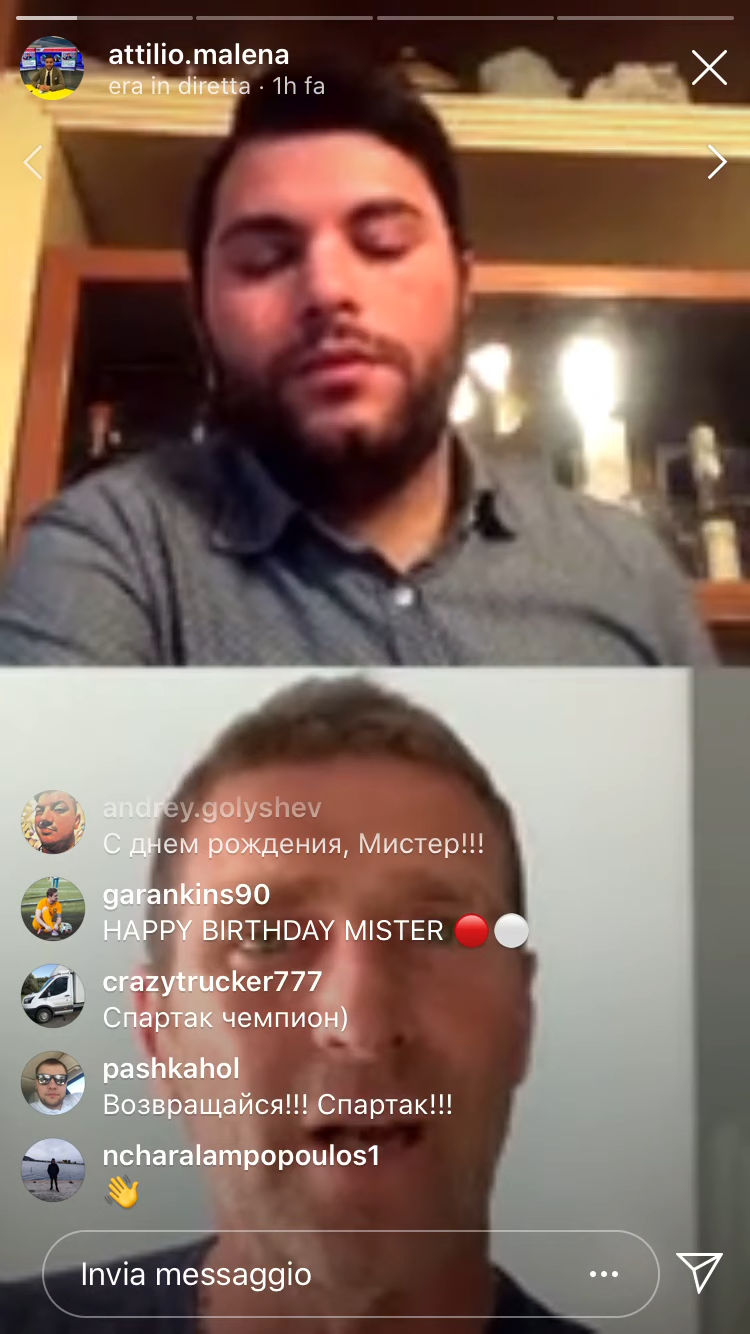 attilio.malena
era in diretta · 1h fa
andrey.golyshev
С днем рождения, Мистер!!!
garankins90
HAPPY BIRTHDAY MISTER 🔴⚪
crazytrucker777
Спартак чемпион)
pashkahol
Возвращайся!!! Спартак!!!
ncharalampopoulos1
👋
Invia messaggio